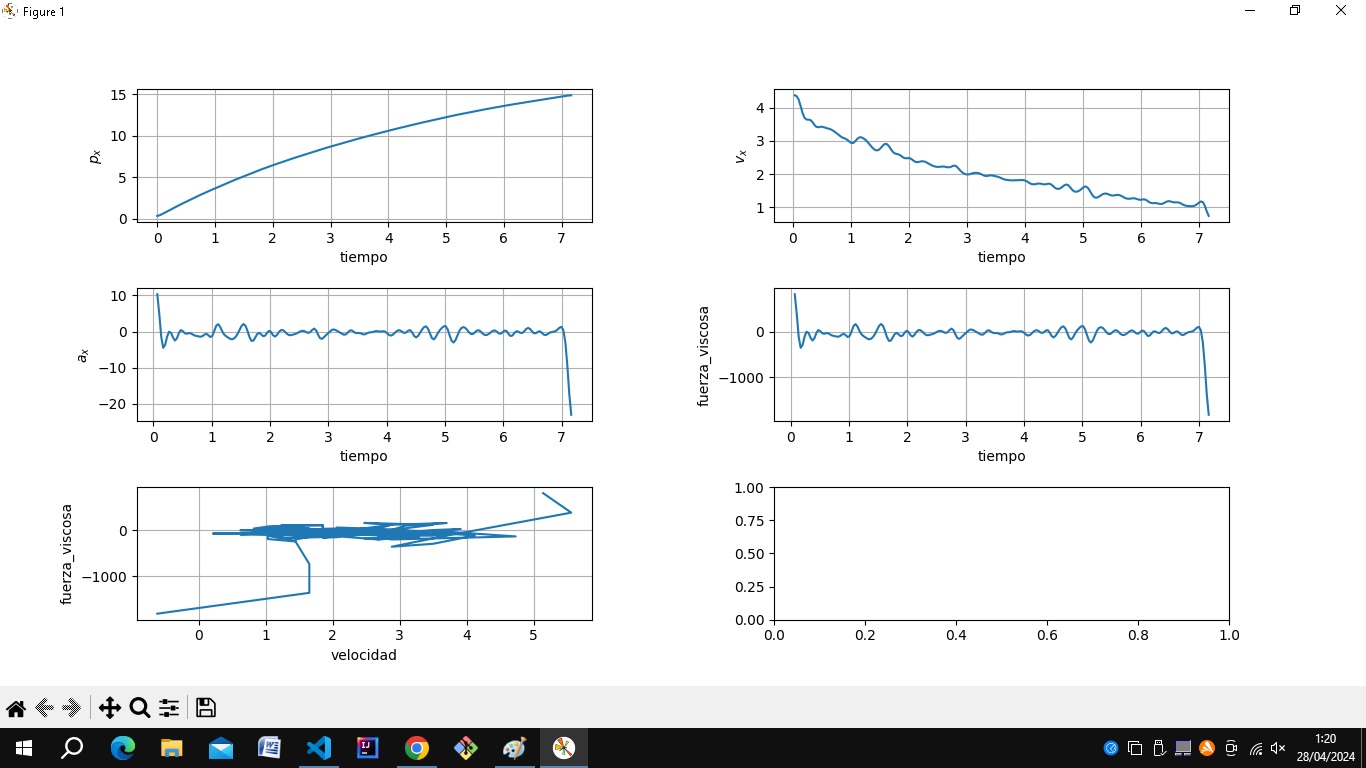 Figure 1
15
10
5
0
p_x
0 1 2 3 4 5 6 7
tiempo
4
3
2
1
v_x
0 1 2 3 4 5 6 7
tiempo
10
0
−10
−20
a_x
0 1 2 3 4 5 6 7
tiempo
0
−1000
fuerza_viscosa
0 1 2 3 4 5 6 7
tiempo
0
−1000
fuerza_viscosa
0 1 2 3 4 5
velocidad
1.00
0.75
0.50
0.25
0.00
0.0 0.2 0.4 0.6 0.8 1.0
1:20
28/04/2024